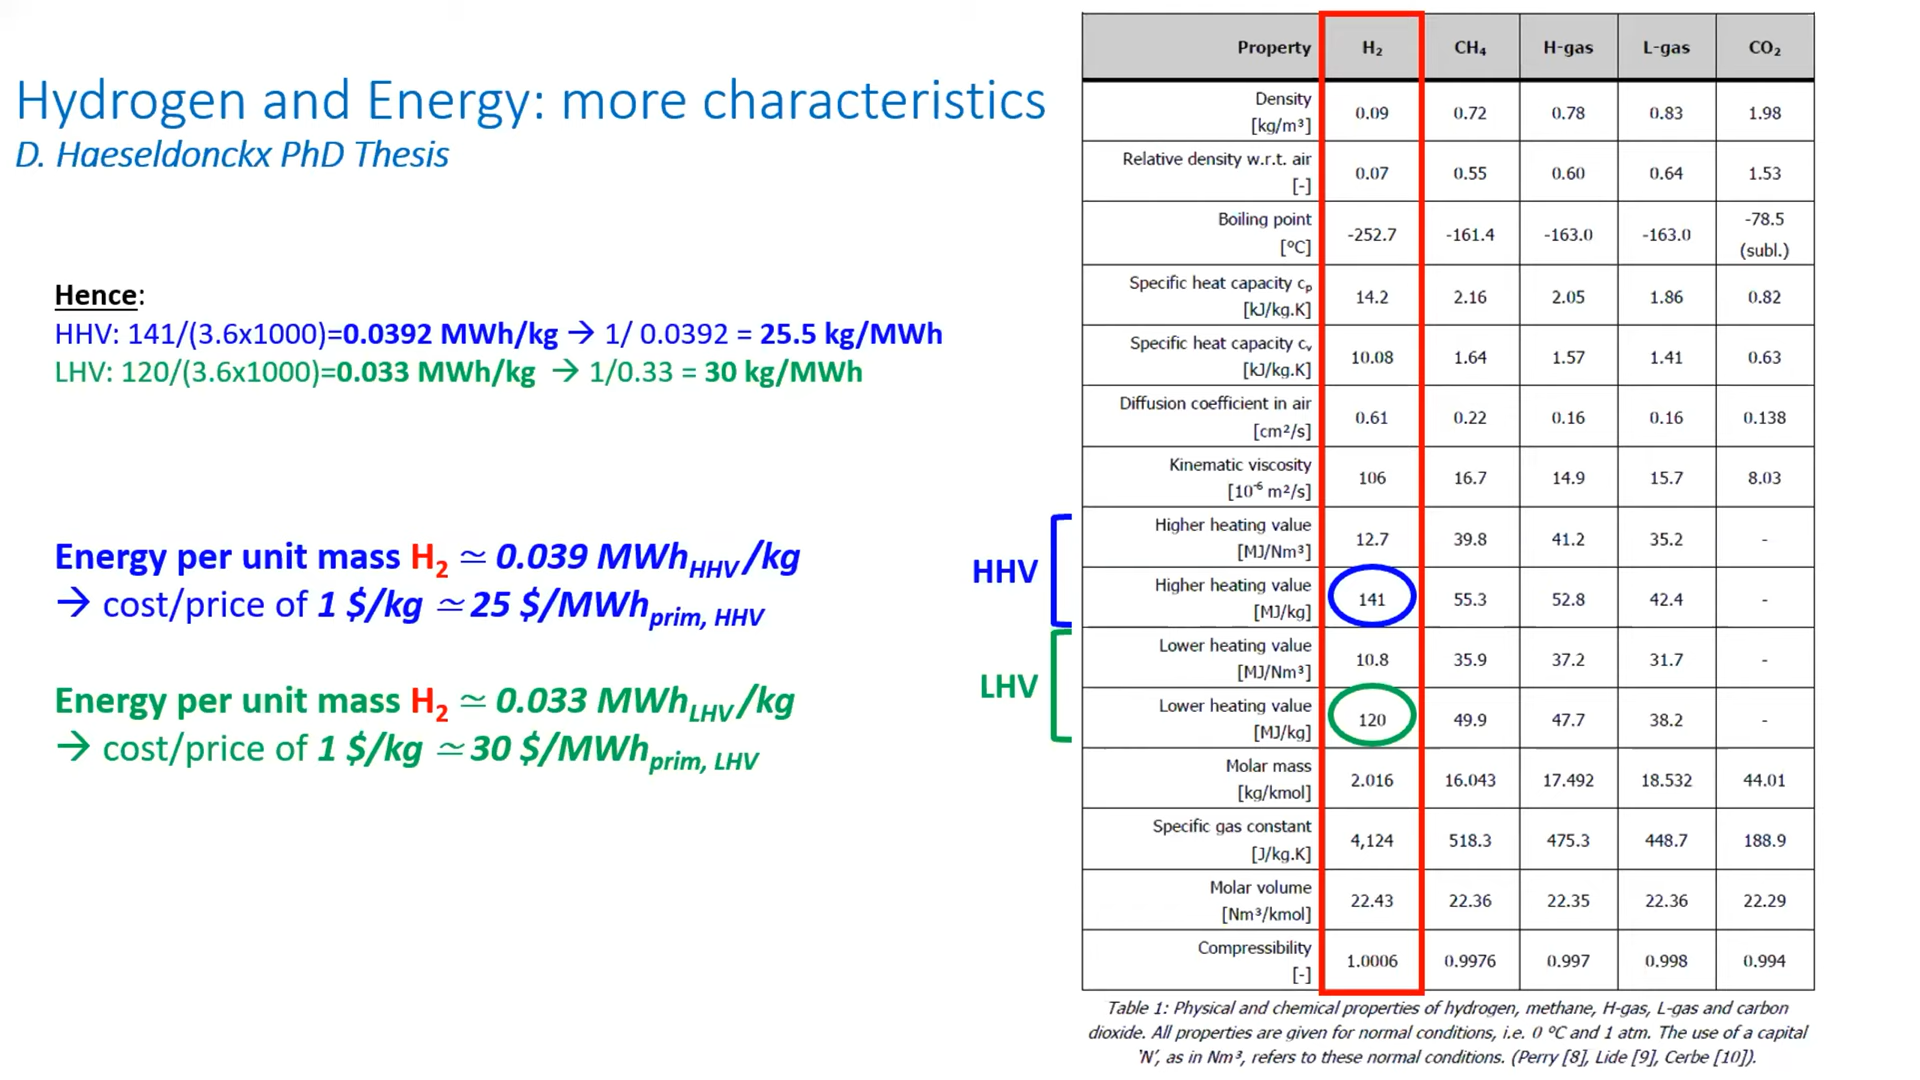 Hydrogen and Energy: more characteristics
D. Haeseldonckx PhD Thesis
Hence:
HHV: 141/(3.6x1000)=0.0392 MWh/kg → 1/ 0.0392 = 25.5 kg/MWh
LHV: 120/(3.6x1000)=0.033 MWh/kg → 1/0.33 = 30 kg/MWh
Energy per unit mass H₂ ≃ 0.039 MWh_HHV/kg
→ cost/price of 1 $/kg ≃ 25 $/MWh_prim, HHV
Energy per unit mass H₂ ≃ 0.033 MWh_LHV/kg
→ cost/price of 1 $/kg ≃ 30 $/MWh_prim, LHV
HHV
LHV
Property H₂ CH₄ H-gas L-gas CO₂
Density
[kg/m³] 0.09 0.72 0.78 0.83 1.98
Relative density w.r.t. air
[-] 0.07 0.55 0.60 0.64 1.53
Boiling point
[°C] -252.7 -161.4 -163.0 -163.0 -78.5
(subl.)
Specific heat capacity cₚ
[kJ/kg.K] 14.2 2.16 2.05 1.86 0.82
Specific heat capacity cᵥ
[kJ/kg.K] 10.08 1.64 1.57 1.41 0.63
Diffusion coefficient in air
[cm²/s] 0.61 0.22 0.16 0.16 0.138
Kinematic viscosity
[10⁻⁶ m²/s] 106 16.7 14.9 15.7 8.03
Higher heating value
[MJ/Nm³] 12.7 39.8 41.2 35.2 -
Higher heating value
[MJ/kg] 141 55.3 52.8 42.4 -
Lower heating value
[MJ/Nm³] 10.8 35.9 37.2 31.7 -
Lower heating value
[MJ/kg] 120 49.9 47.7 38.2 -
Molar mass
[kg/kmol] 2.016 16.043 17.492 18.532 44.01
Specific gas constant
[J/kg.K] 4,124 518.3 475.3 448.7 188.9
Molar volume
[Nm³/kmol] 22.43 22.36 22.35 22.36 22.29
Compressibility
[-] 1.0006 0.9976 0.997 0.998 0.994
Table 1: Physical and chemical properties of hydrogen, methane, H-gas, L-gas and carbon
dioxide. All properties are given for normal conditions, i.e. 0 °C and 1 atm. The use of a capital
'N', as in Nm³, refers to these normal conditions. (Perry [8], Lide [9], Cerbe [10]).